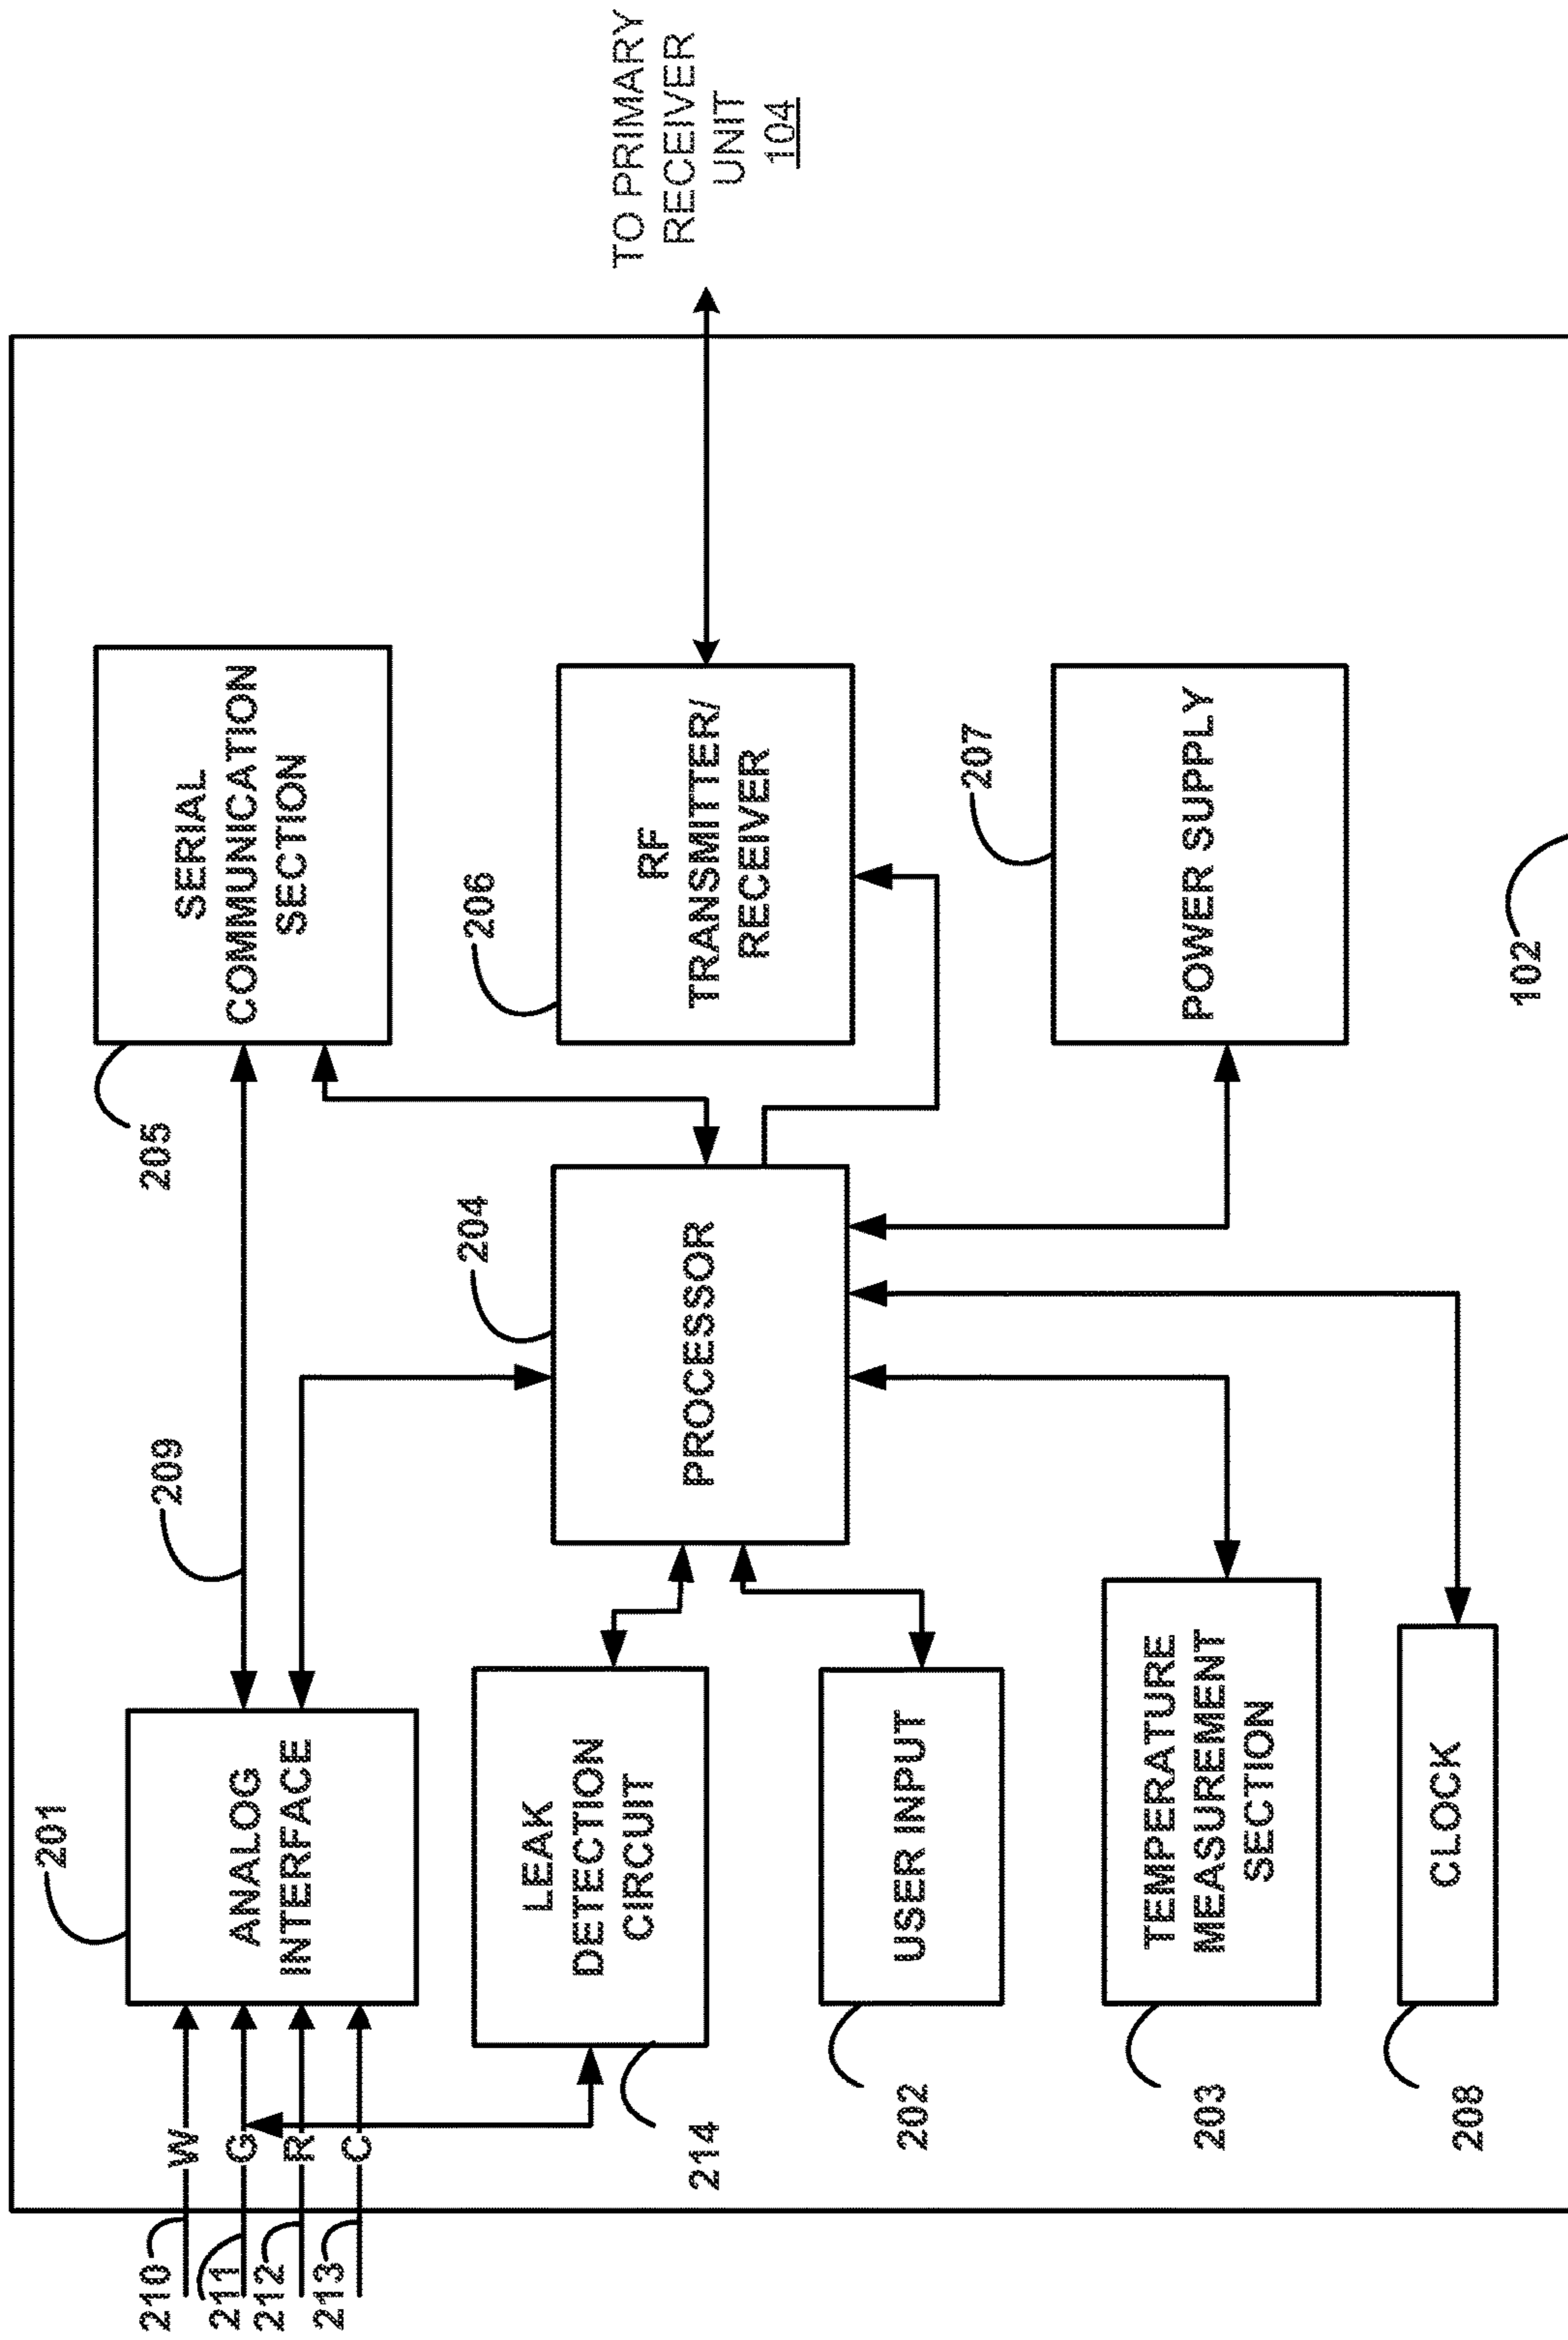 210
W
211
G
212
R
213
C
201
ANALOG
INTERFACE
209
205
SERIAL
COMMUNICATION
SECTION
214
LEAK
DETECTION
CIRCUIT
204
PROCESSOR
206
RF
TRANSMITTER/
RECEIVER
TO PRIMARY
RECEIVER
UNIT
104
202
USER INPUT
203
TEMPERATURE
MEASUREMENT
SECTION
207
POWER SUPPLY
208
CLOCK
102